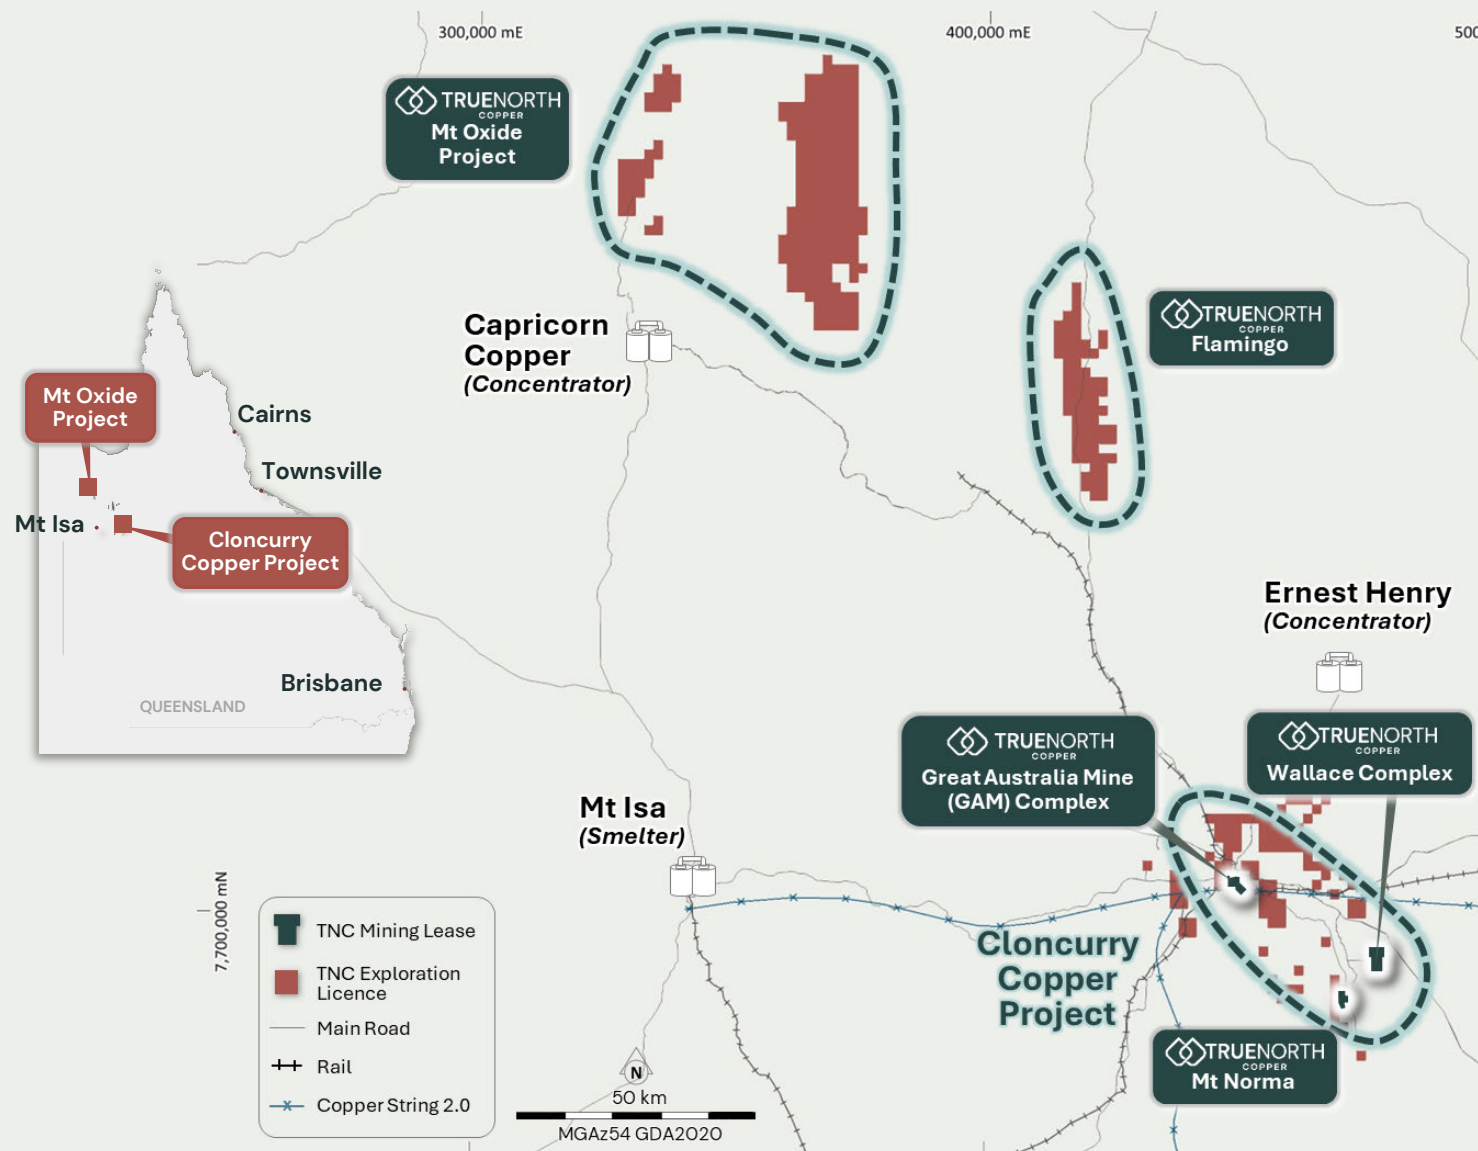 300,000 mE
400,000 mE
500
TRUENORTH
COPPER
Mt Oxide
Project
TRUENORTH
COPPER
Flamingo
Capricorn
Copper
(Concentrator)
Mt Oxide
Project
Cairns
Townsville
Mt Isa
Cloncurry
Copper Project
Brisbane
QUEENSLAND
Ernest Henry
(Concentrator)
TRUENORTH
COPPER
Great Australia Mine
(GAM) Complex
TRUENORTH
COPPER
Wallace Complex
Mt Isa
(Smelter)
7,700,000 mN
Cloncurry
Copper
Project
TRUENORTH
COPPER
Mt Norma
TNC Mining Lease
TNC Exploration
Licence
Main Road
Rail
Copper String 2.0
N
50 km
MGAz54 GDA2020